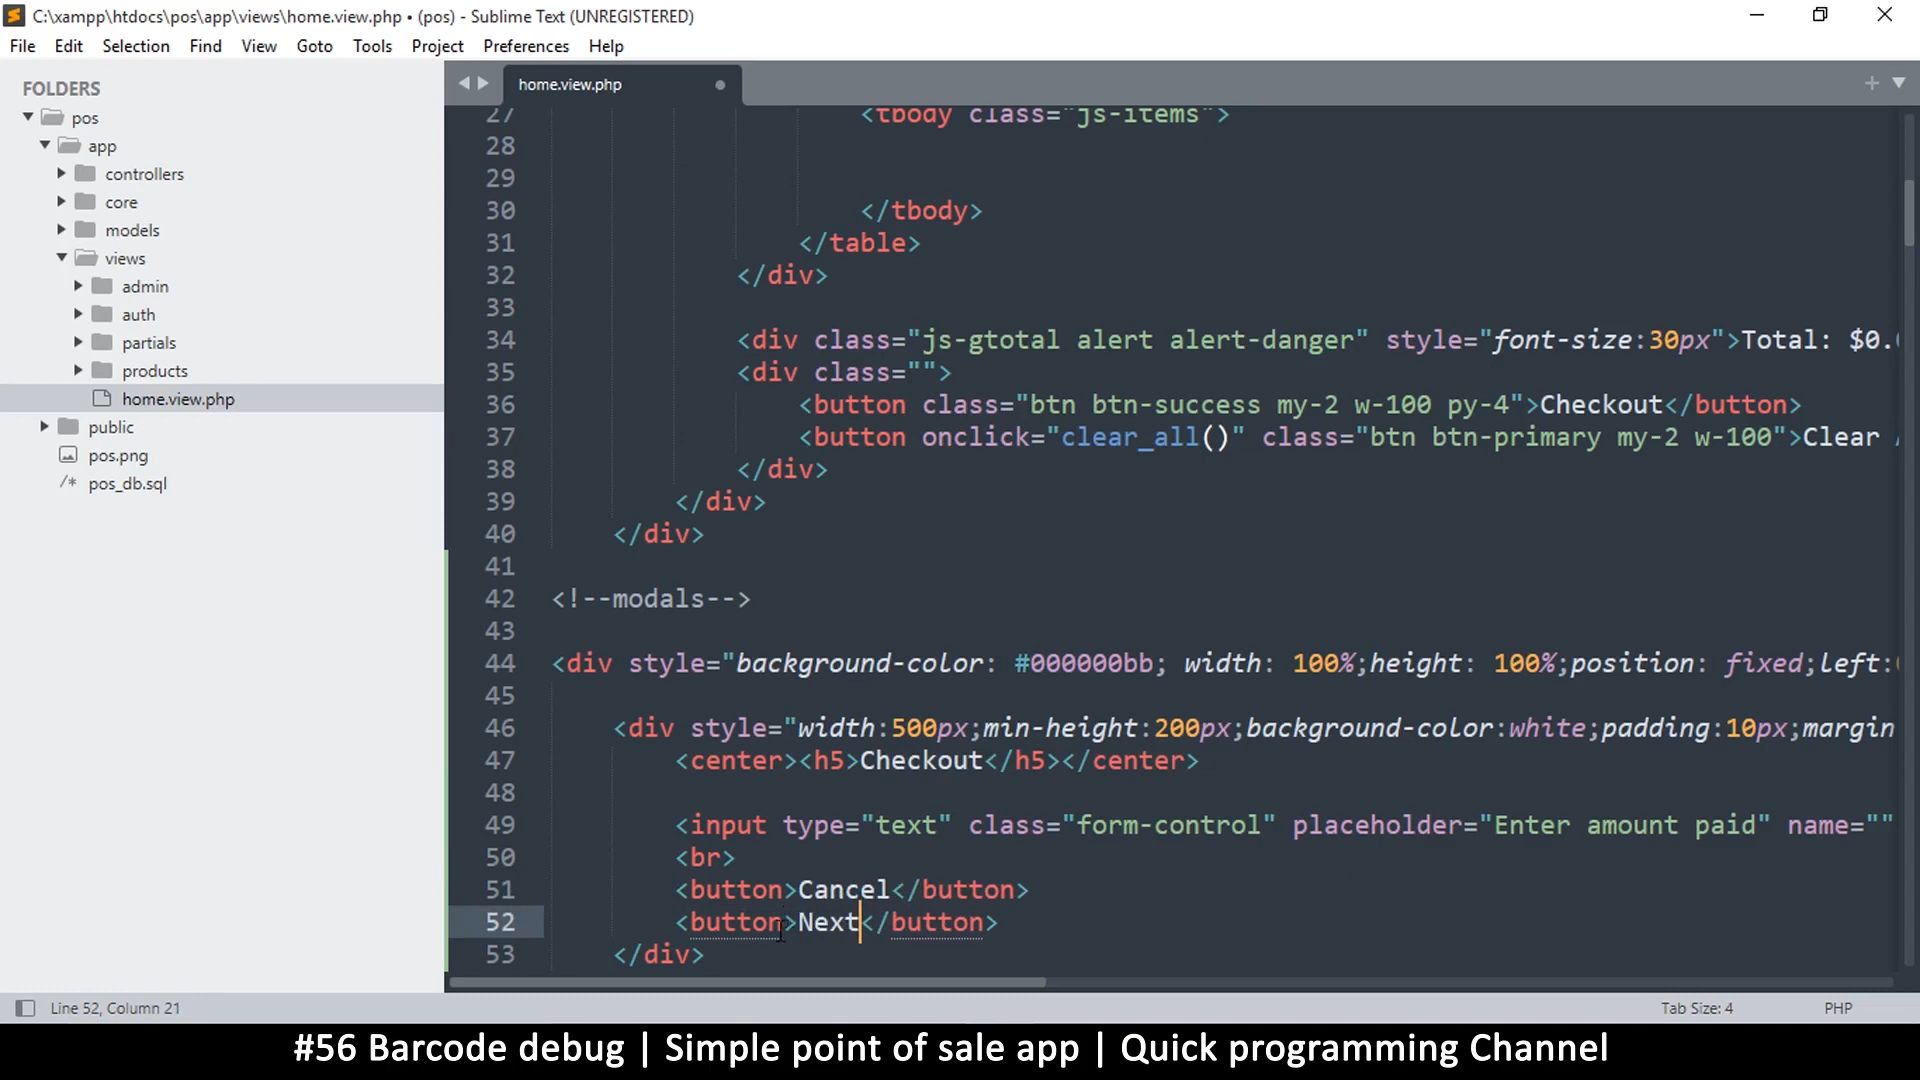 C:\xampp\htdocs\pos\app\views\home.view.php • (pos) - Sublime Text (UNREGISTERED)
File Edit Selection Find View Goto Tools Project Preferences Help
FOLDERS
pos
app
controllers
core
models
views
admin
auth
partials
products
home.view.php
public
pos.png
/* pos_db.sql
home.view.php
27 <tbody class="js-items">
28
29
30 </tbody>
31 </table>
32 </div>
33
34 <div class="js-gtotal alert alert-danger" style="font-size:30px">Total: $0.
35 <div class="">
36 <button class="btn btn-success my-2 w-100 py-4">Checkout</button>
37 <button onclick="clear_all()" class="btn btn-primary my-2 w-100">Clear
38 </div>
39 </div>
40 </div>
41
42 <!--modals-->
43
44 <div style="background-color: #000000bb; width: 100%;height: 100%;position: fixed;left:
45
46 <div style="width:500px;min-height:200px;background-color:white;padding:10px;margin
47 <center><h5>Checkout</h5></center>
48
49 <input type="text" class="form-control" placeholder="Enter amount paid" name=""
50 <br>
51 <button>Cancel</button>
52 <button>Next</button>
53 </div>
Line 52, Column 21
Tab Size: 4
PHP
#56 Barcode debug | Simple point of sale app | Quick programming Channel